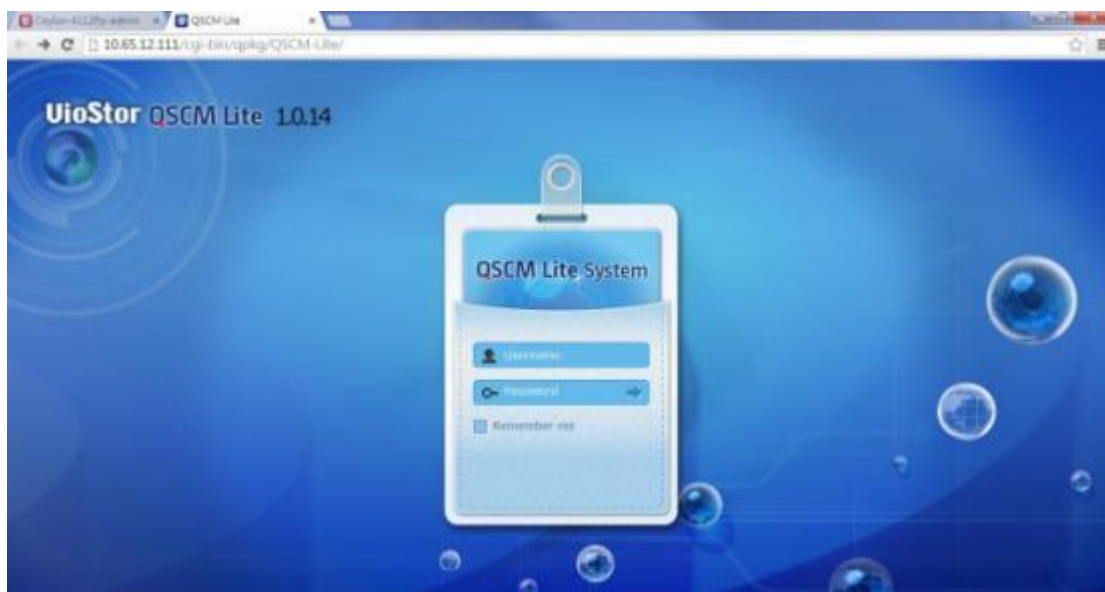 QSCM Lite
10.65.12.111/cgi-bin/qpkg/QSCM-Lite/
VioStor QSCM Lite 1.0.14
QSCM Lite System
Username
Password
Remember me